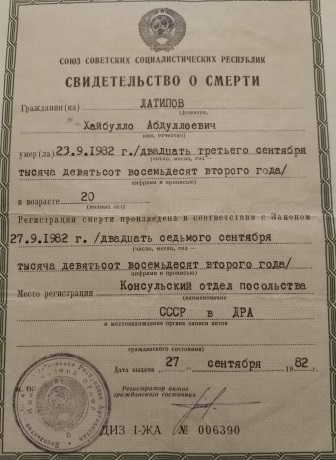 СОЮЗ СОВЕТСКИХ СОЦИАЛИСТИЧЕСКИХ РЕСПУБЛИК
СВИДЕТЕЛЬСТВО О СМЕРТИ
Гражданин(ка) ЛАТИПОВ
фамилия,
Хайбулло Абдуллоевич
имя, отчество
умер(ла) 23.9.1982 г./двадцать третьего сентября
(число, месяц, год —
тысяча девятьсот восемьдесят второго года/
цифрами и прописью)
в возрасте 20
(полных лет)
Регистрация смерти произведена в соответствии с Законом
27.9.1982 г. /двадцать седьмого сентября
(число, месяц, год —
тысяча девятьсот восемьдесят второго года/
цифрами и прописью)
Место регистрации Консульский отдел посольства
(наименование
СССР в ДРА
и местонахождение органа записи актов
гражданского состояния)
Дата выдачи 27 сентября 1982
Регистратор актов
гражданского состояния
ДИЗ I-ЖА № 006390